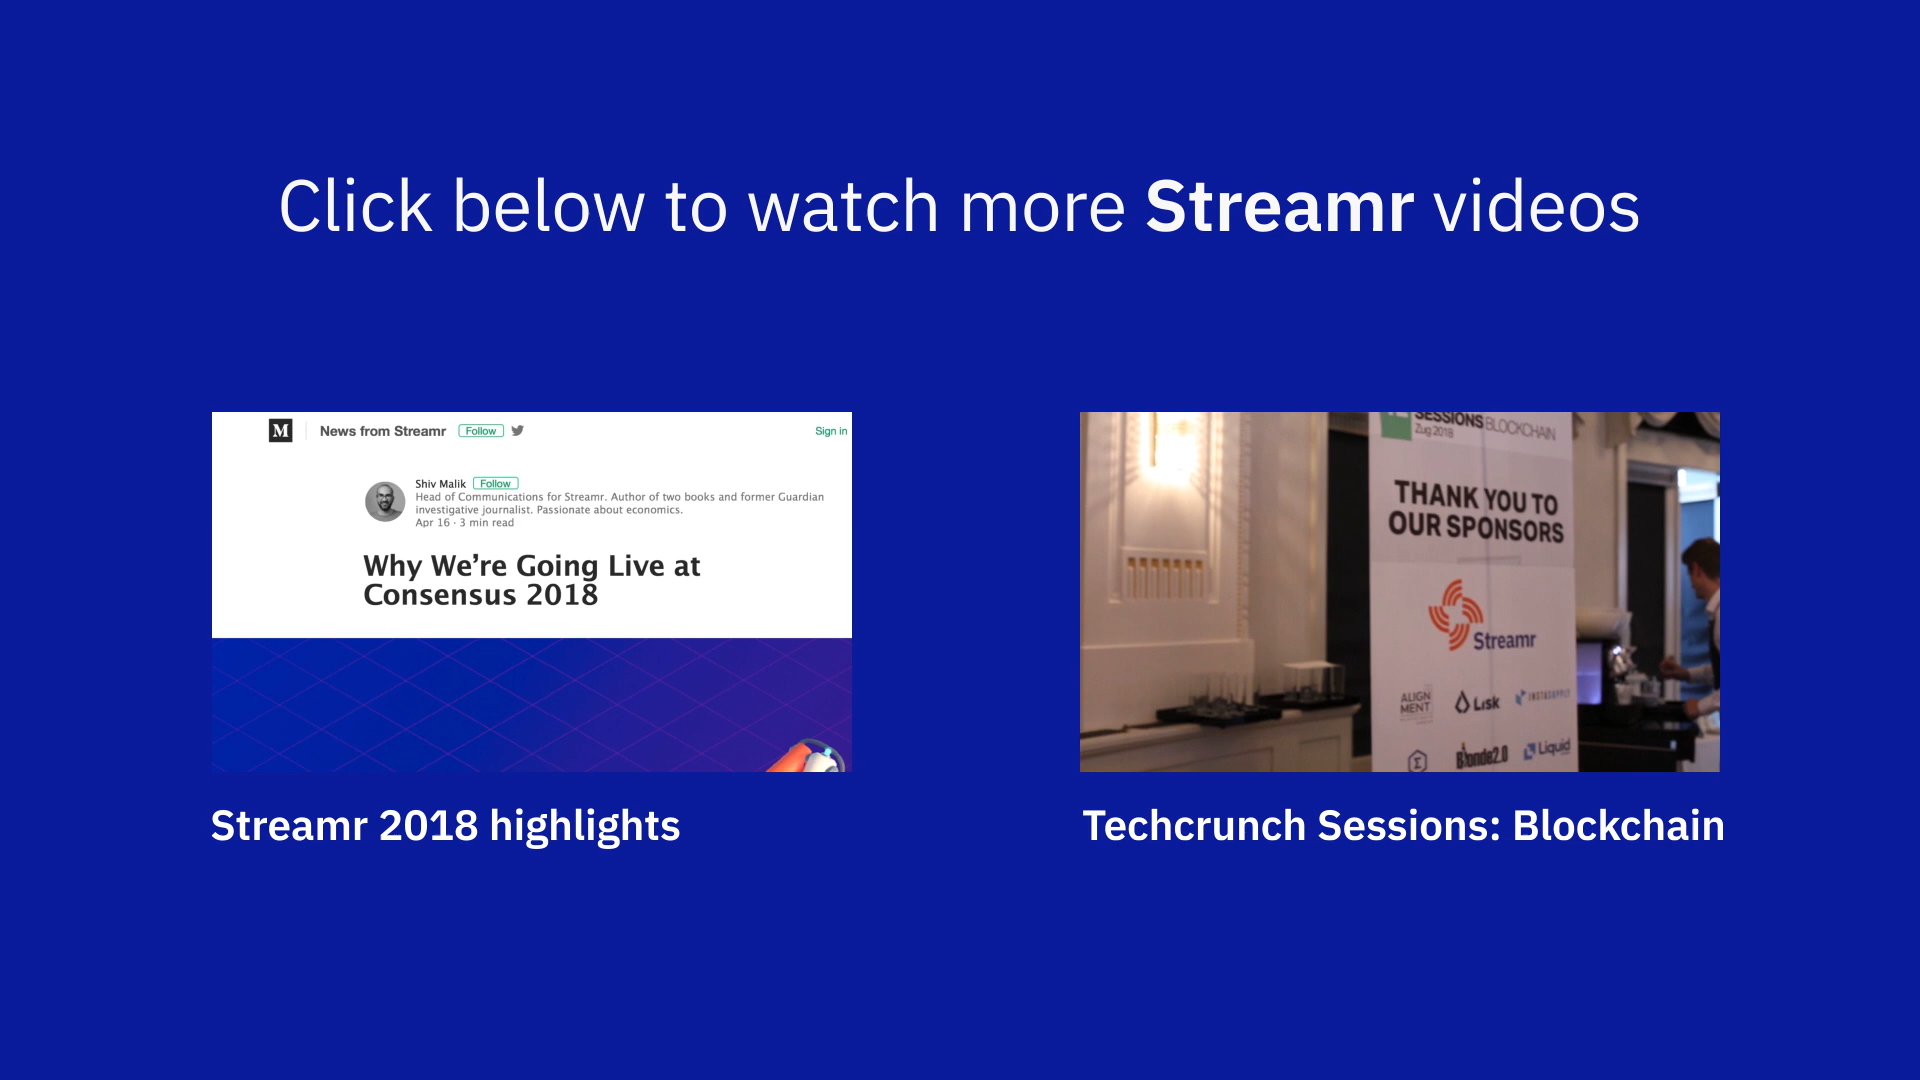 Click below to watch more Streamr videos
M
News from Streamr
Follow
Sign in
Shiv Malik
Follow
Head of Communications for Streamr. Author of two books and former Guardian
investigative journalist. Passionate about economics.
Apr 16 · 3 min read
Why We’re Going Live at
Consensus 2018
Streamr 2018 highlights
SESSIONS BLOCKCHAIN
Zug 2018
THANK YOU TO
OUR SPONSORS
Streamr
ALIGN
MENT
Lisk
INSTASUPPLY
Blonde2.0
Liquid
Techcrunch Sessions: Blockchain